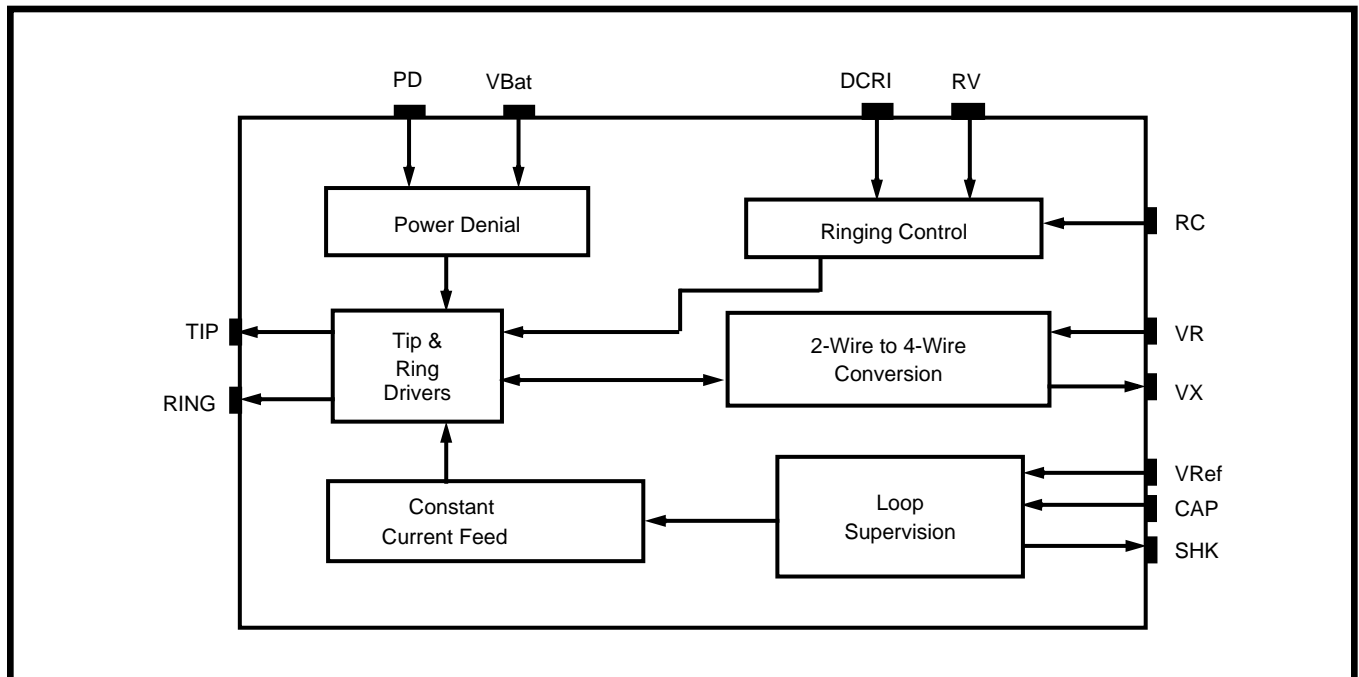 PD
VBat
DCRI
RV
Power Denial
Ringing Control
RC
TIP
RING
Tip &
Ring
Drivers
2-Wire to 4-Wire
Conversion
VR
VX
Constant
Current Feed
Loop
Supervision
VRef
CAP
SHK